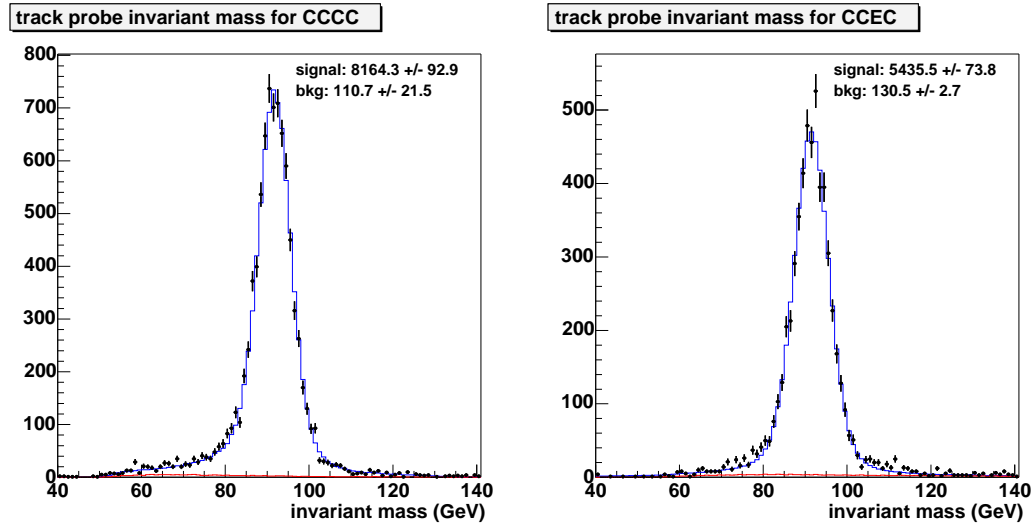 track probe invariant mass for CCCC
signal: 8164.3 +/- 92.9
bkg: 110.7 +/- 21.5
800
700
600
500
400
300
200
100
0
40 60 80 100 120 140
invariant mass (GeV)
track probe invariant mass for CCEC
signal: 5435.5 +/- 73.8
bkg: 130.5 +/- 2.7
500
400
300
200
100
0
40 60 80 100 120 140
invariant mass (GeV)